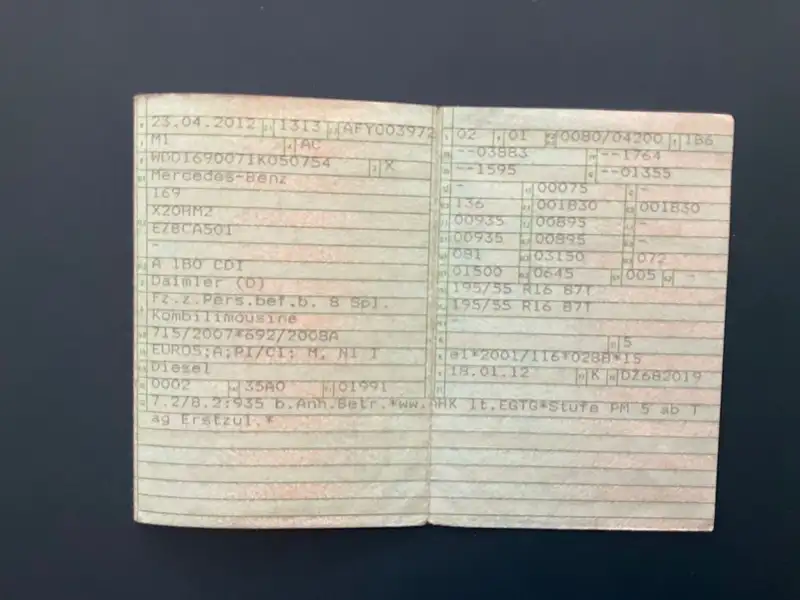 23.04.2012 1313 AFY003972
M1 AC
WDD1690071K050754 X
Mercedes-Benz
169
X20HM2
EZBCA501
-
A 180 CDI
Daimler (D)
Fz.z.Pers.bef.b. 8 Spl.
Kombilimousine
715/2007*692/2008A
EURO5;A;PI/CI: M, N1 I
Diesel
0002 35A0 01991
02 01 0080/04200 186
--03883 --1764
--1595 --01355
- 00075 -
136 001830 001830
00935 00895 -
00935 00895 -
081 03150 072
01500 0645 005 -
195/55 R16 87T
195/55 R16 87T
-
5
e1*2001/116*0288*15
18.01.12 K DZ682019
7.2/8.2:935 b.Anh.Betr.*ww.AHK lt.EGTG*Stufe PM 5 ab T
ag Erstzul.*